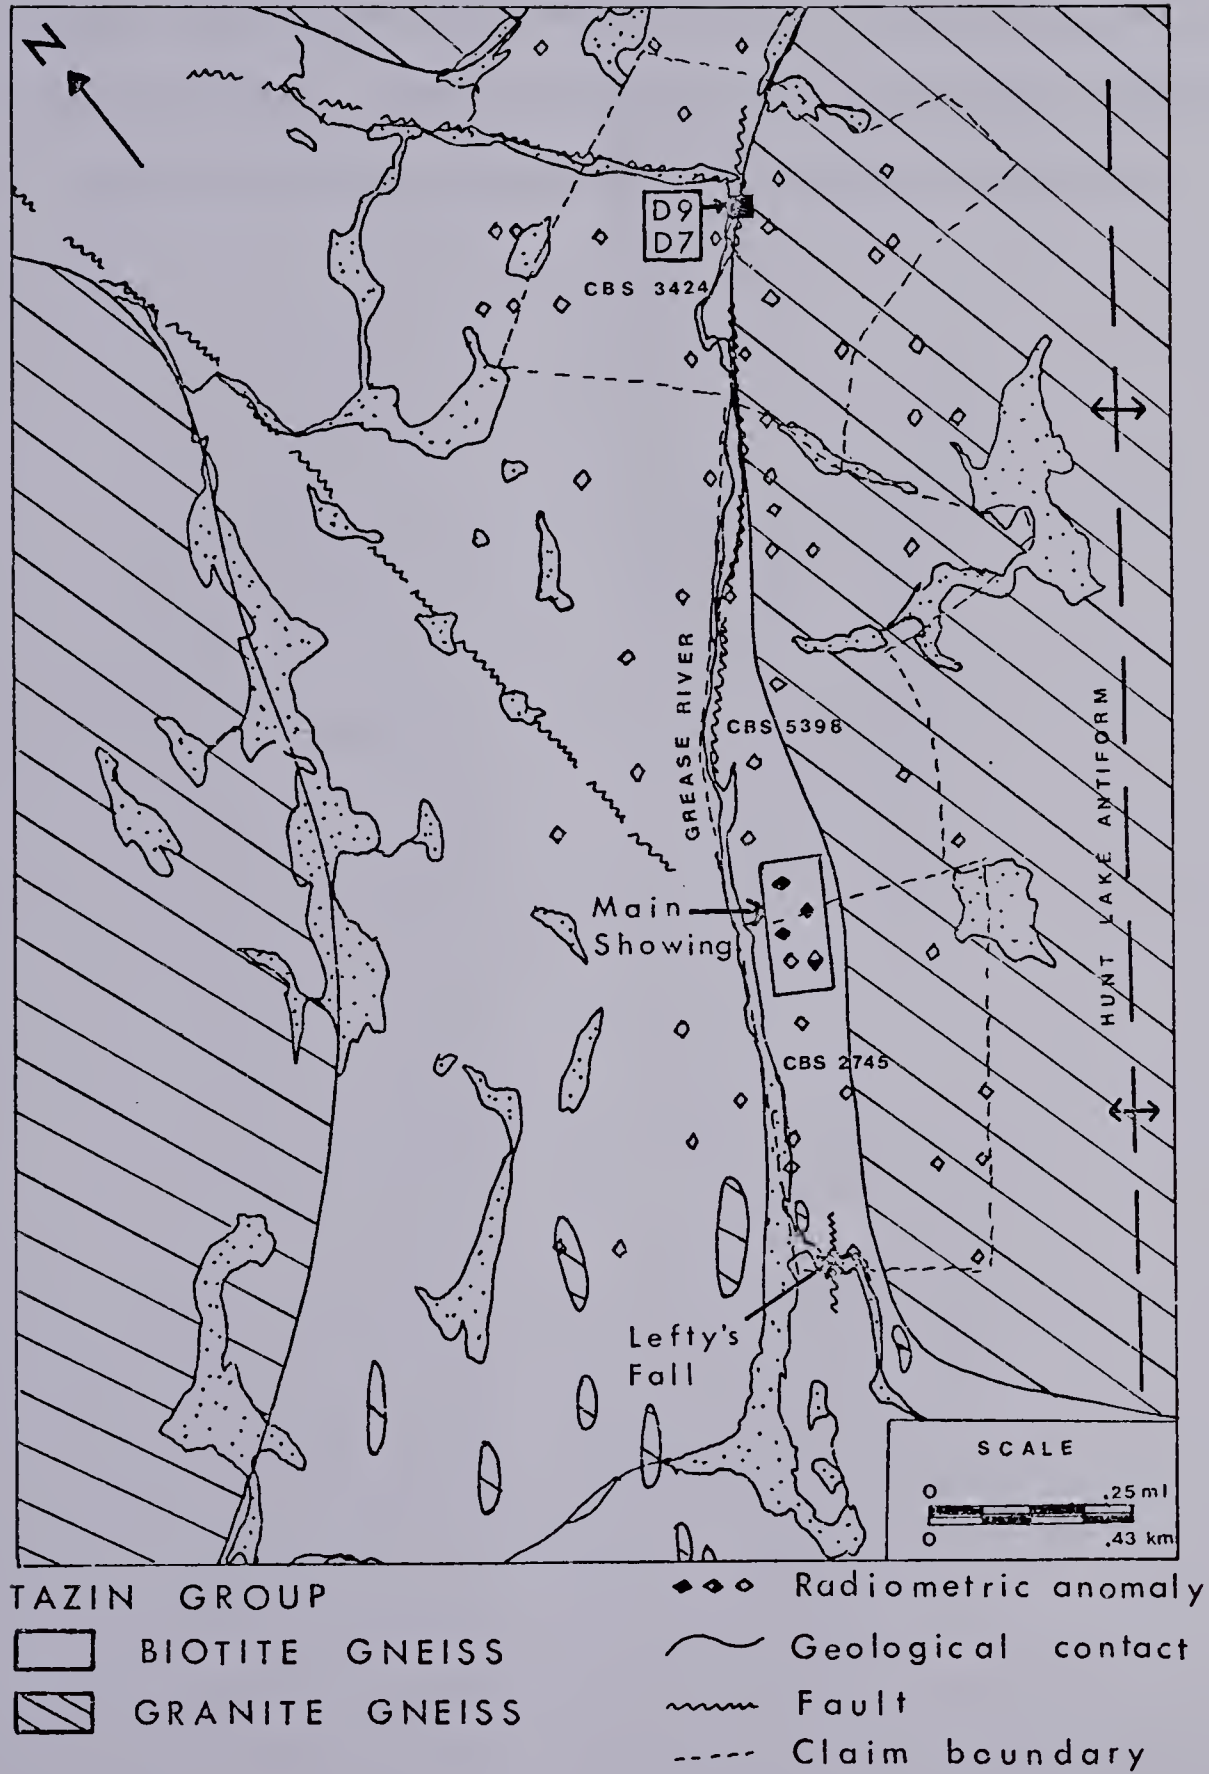 N
D9
D7
CBS 3424
GREASE RIVER
CBS 5398
HUNT LAKE ANTIFORM
Main
Showing
CBS 2745
Lefty's
Fall
SCALE
0 .25 mi
0 .43 km
TAZIN GROUP
BIOTITE GNEISS
GRANITE GNEISS
Radiometric anomaly
Geological contact
Fault
Claim boundary